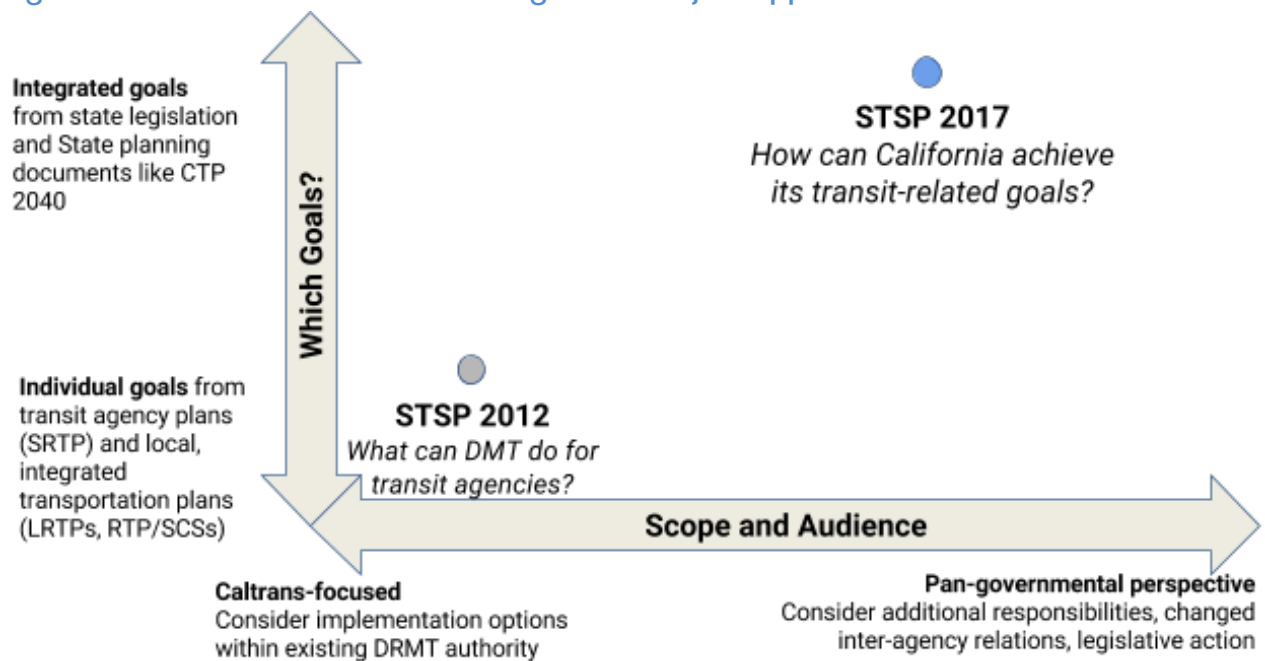 Integrated goals
from state legislation
and State planning
documents like CTP
2040
Which Goals?
STSP 2017
How can California achieve
its transit-related goals?
Individual goals from
transit agency plans
(SRTP) and local,
integrated
transportation plans
(LRTPs, RTP/SCSs)
STSP 2012
What can DMT do for
transit agencies?
Scope and Audience
Caltrans-focused
Consider implementation options
within existing DRMT authority
Pan-governmental perspective
Consider additional responsibilities, changed
inter-agency relations, legislative action